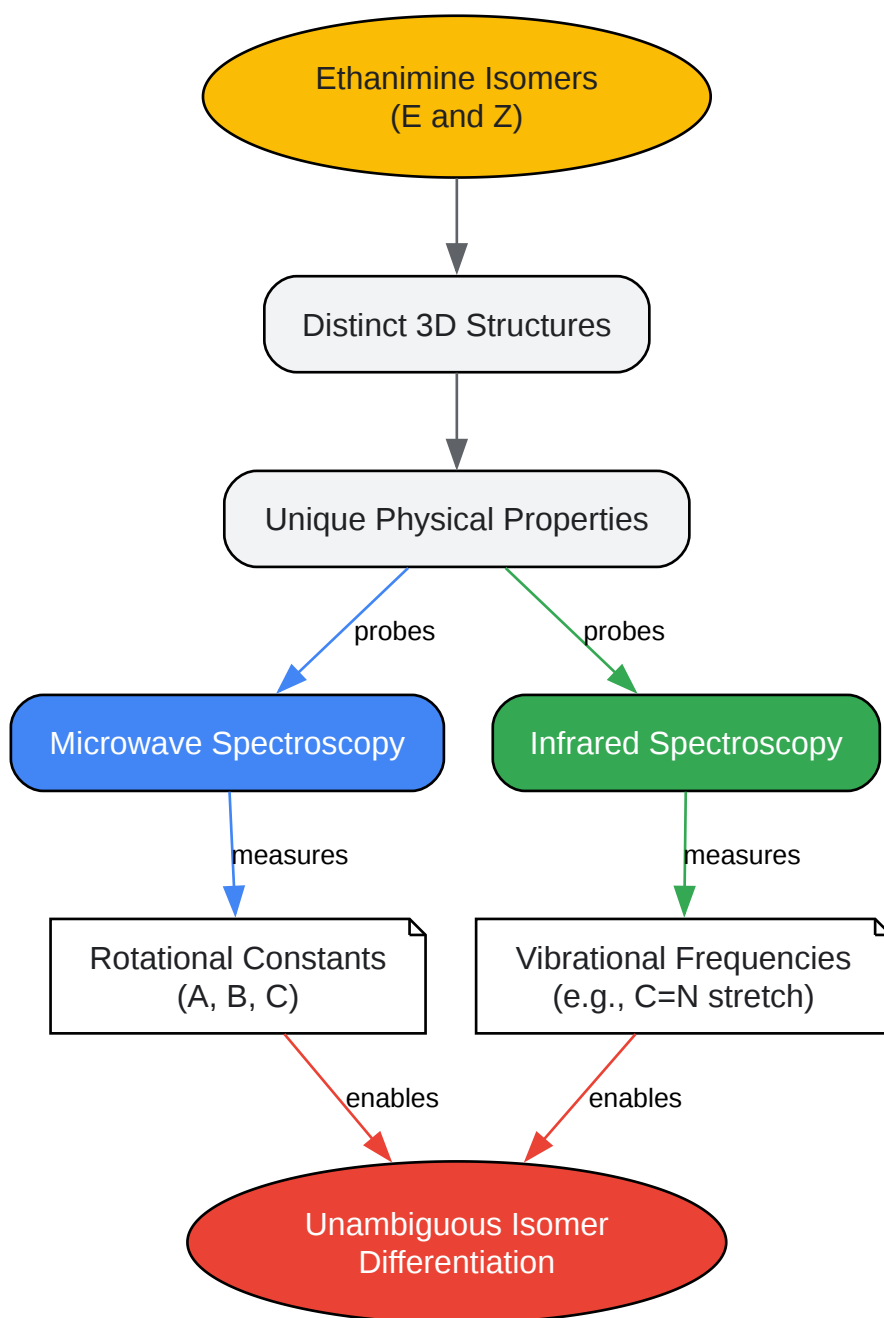 Ethanimine Isomers
(E and Z)
Distinct 3D Structures
Unique Physical Properties
probes
probes
Microwave Spectroscopy
Infrared Spectroscopy
measures
measures
Rotational Constants
(A, B, C)
Vibrational Frequencies
(e.g., C=N stretch)
enables
enables
Unambiguous Isomer
Differentiation